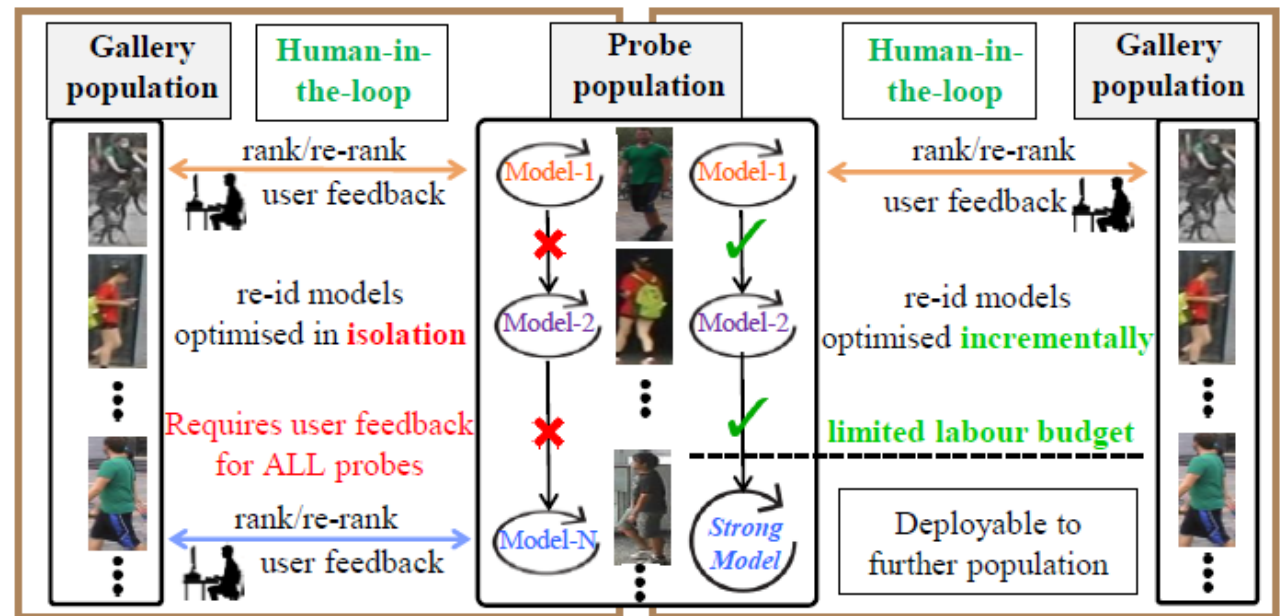 Gallery
population
Human-in-
the-loop
Probe
population
Human-in-
the-loop
Gallery
population
rank/re-rank
user feedback
Model-1
Model-1
rank/re-rank
user feedback
re-id models
optimised in isolation
Model-2
Model-2
re-id models
optimised incrementally
Requires user feedback
for ALL probes
limited labour budget
rank/re-rank
user feedback
Model-N
Strong
Model
Deployable to
further population